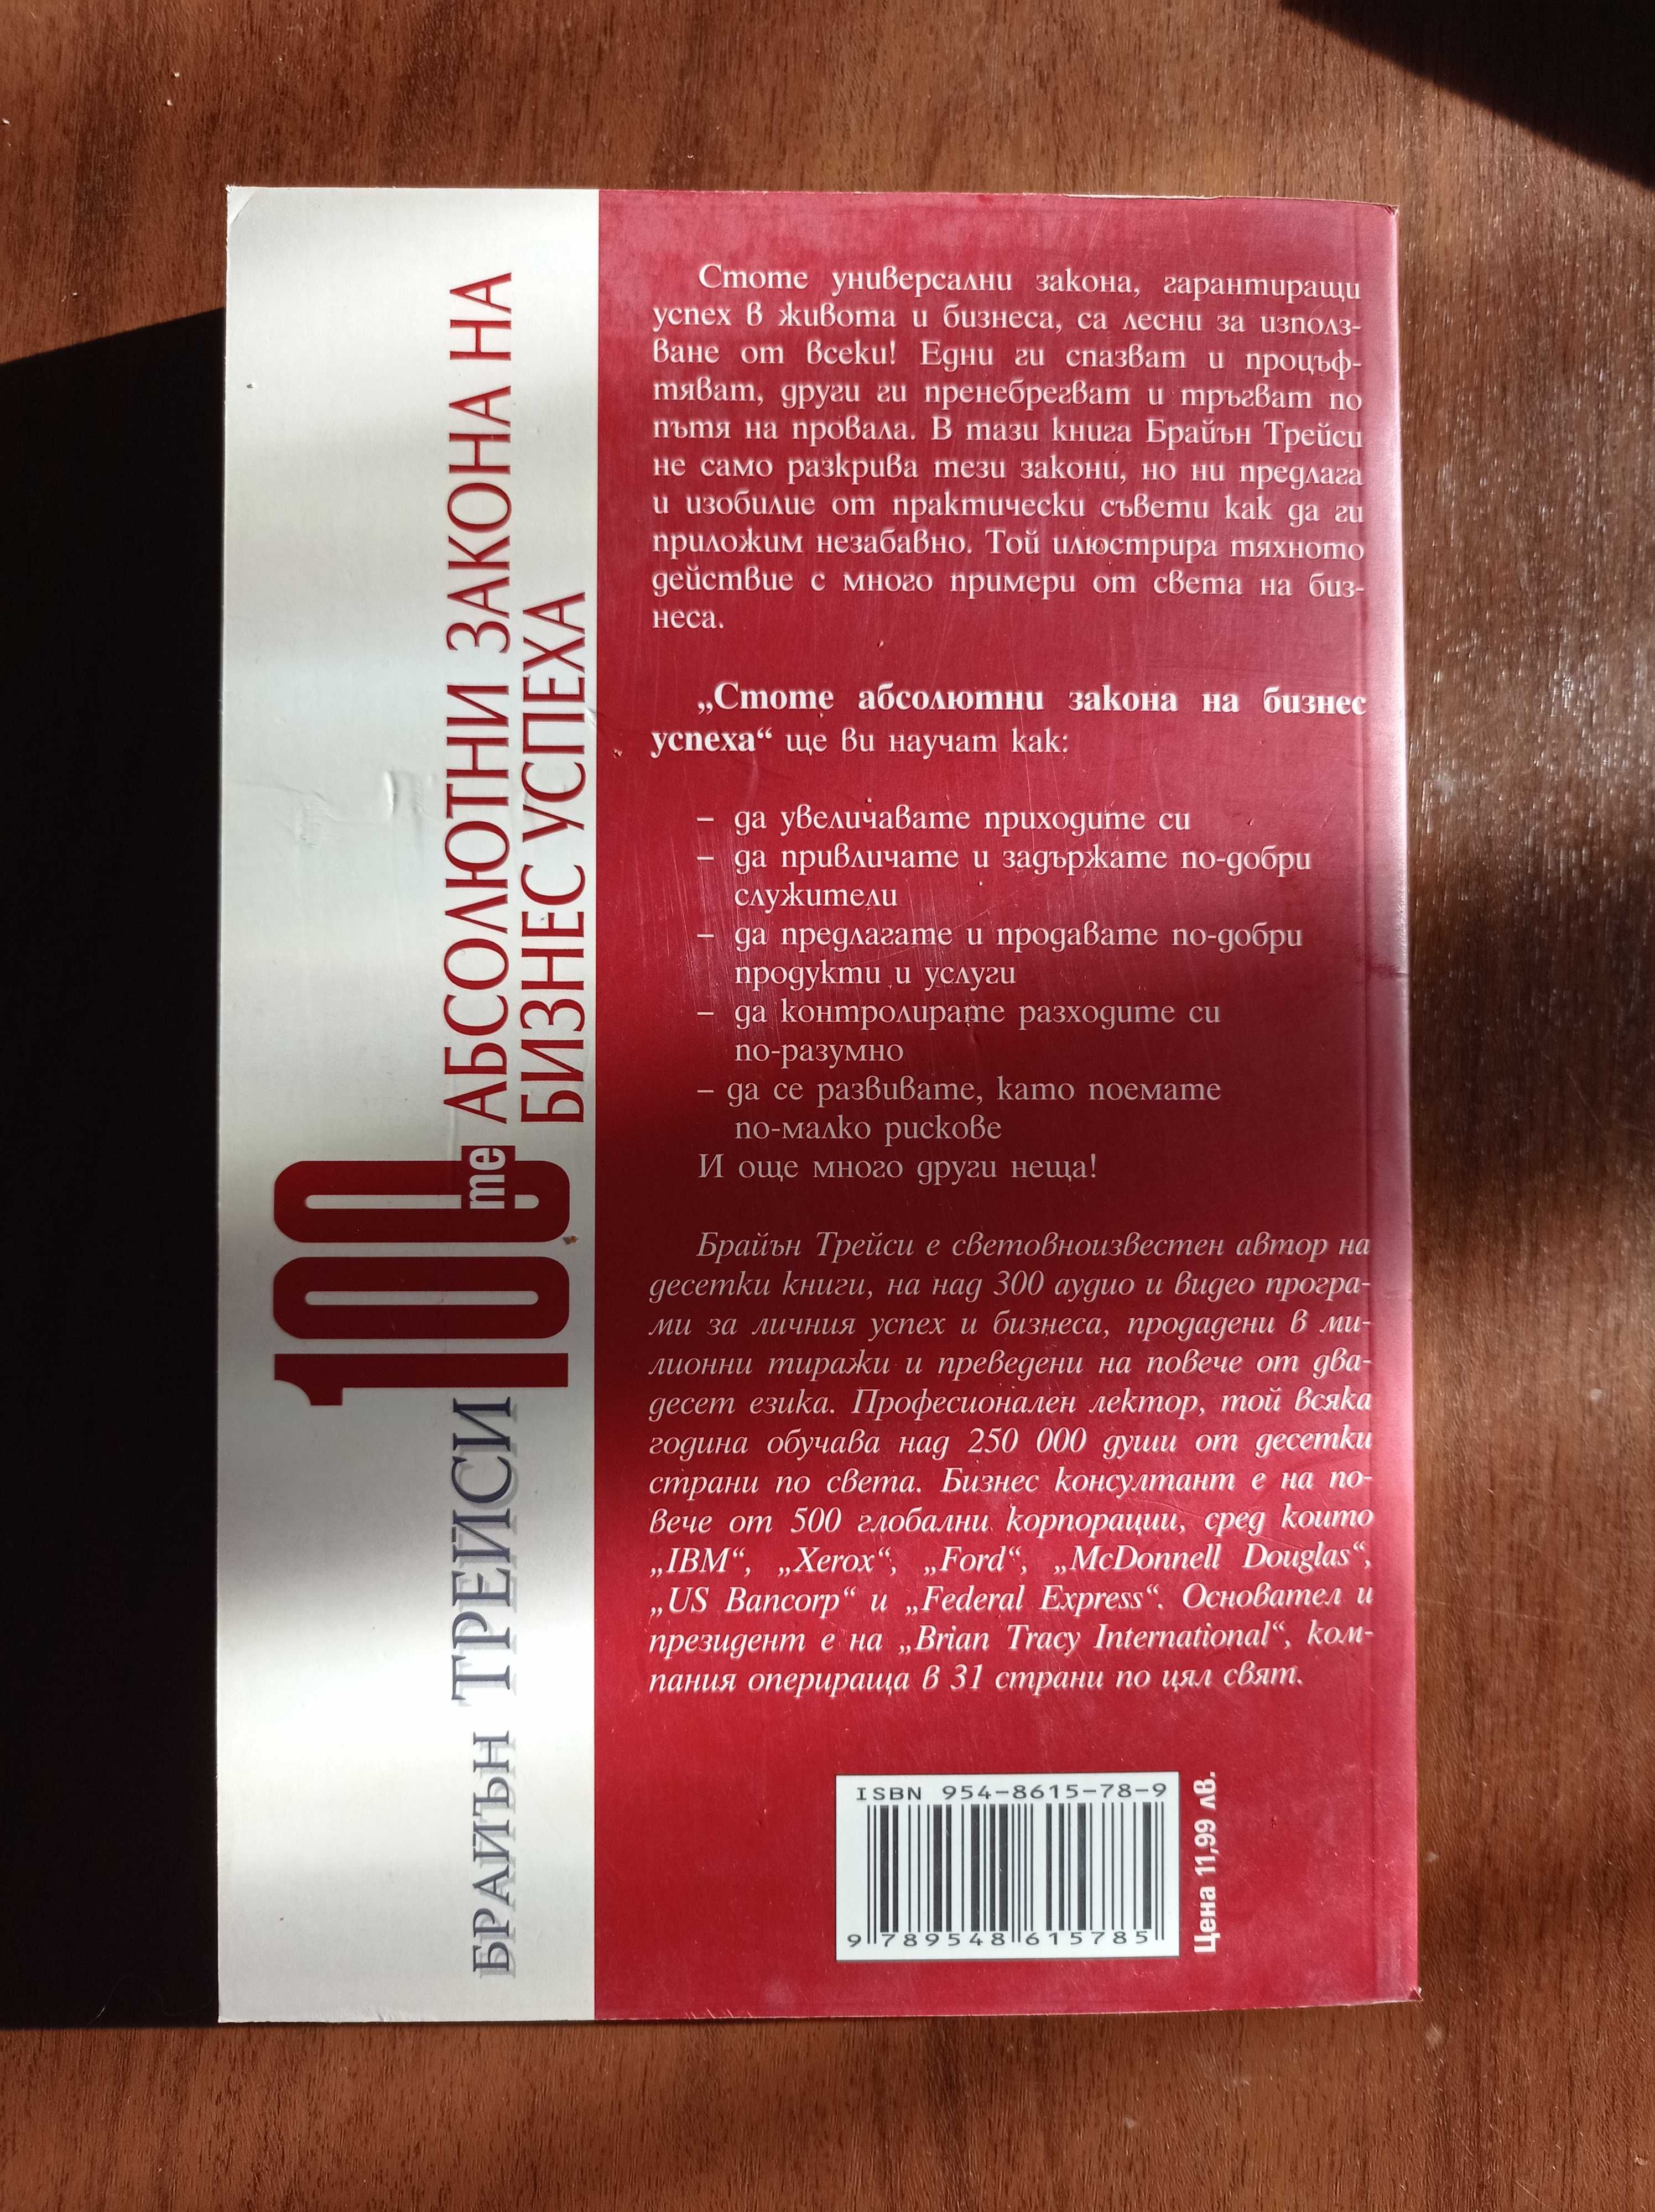 БРАЙЪН ТРЕЙСИ
100те АБСОЛЮТНИ ЗАКОНА НА
БИЗНЕС УСПЕХА
Стоте универсални закона, гарантиращи
успех в живота и бизнеса, са лесни за използ-
ване от всеки! Едни ги спазват и процъф-
тяват, други ги пренебрегват и тръгват по
пътя на провала. В тази книга Брайън Трейси
не само разкрива тези закони, но ни предлага
и изобилие от практически съвети как да ги
приложим незабавно. Той илюстрира тяхното
действие с много примери от света на биз-
неса.
„Стоте абсолютни закона на бизнес
успеха“ ще ви научат как:
– да увеличавате приходите си
– да привличате и задържате по-добри
служители
– да предлагате и продавате по-добри
продукти и услуги
– да контролирате разходите си
по-разумно
– да се развивате, като поемате
по-малко рискове
И още много други неща!
Брайън Трейси е световноизвестен автор на
десетки книги, на над 300 аудио и видео програ-
ми за личния успех и бизнеса, продадени в ми-
лионни тиражи и преведени на повече от два-
десет езика. Професионален лектор, той всяка
година обучава над 250 000 души от десетки
страни по света. Бизнес консултант е на по-
вече от 500 глобални корпорации, сред които
„IBM“, „Xerox“, „Ford“, „McDonnell Douglas“,
„US Bancorp“ и „Federal Express“. Основател и
президент е на „Brian Tracy International“, ком-
пания оперираща в 31 страни по цял свят.
ISBN 954-8615-78-9
9 789548 615785
Цена 11,99 лв.